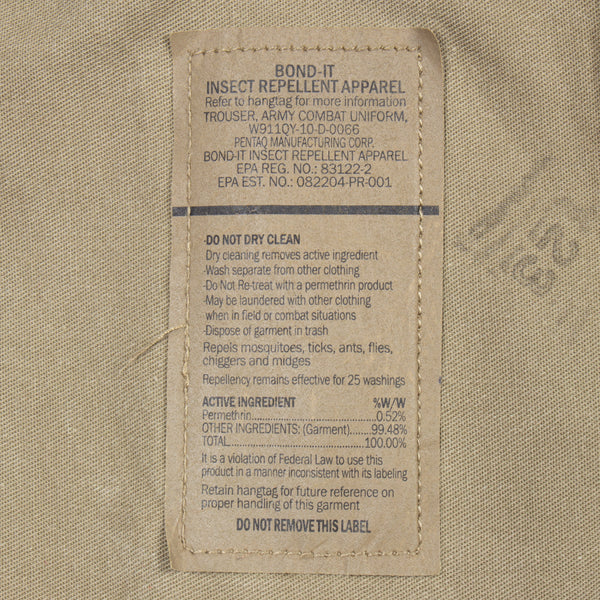 BOND-IT
INSECT REPELLENT APPAREL
Refer to hangtag for more information
TROUSER, ARMY COMBAT UNIFORM,
W911QY-10-D-0066
PENTAQ MANUFACTURING CORP.
BOND-IT INSECT REPELLENT APPAREL
EPA REG. NO.: 83122-2
EPA EST. NO.: 082204-PR-001
·DO NOT DRY CLEAN
Dry cleaning removes active ingredient
·Wash separate from other clothing
·Do Not Re-treat with a permethrin product
·May be laundered with other clothing
when in field or combat situations
·Dispose of garment in trash
Repels mosquitoes, ticks, ants, flies,
chiggers and midges
Repellency remains effective for 25 washings
ACTIVE INGREDIENT %W/W
Permethrin..............................0.52%
OTHER INGREDIENTS: (Garment).....99.48%
TOTAL.................................100.00%
It is a violation of Federal Law to use this
product in a manner inconsistent with its labeling
Retain hangtag for future reference on
proper handling of this garment
DO NOT REMOVE THIS LABEL